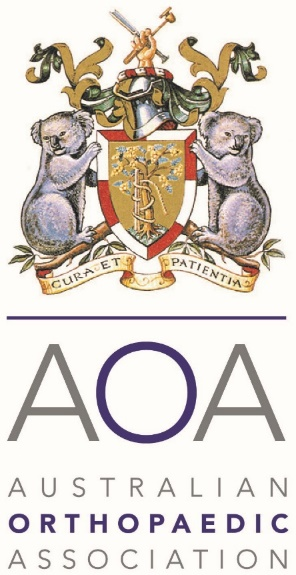 CURA ET PATIENTIA
AOA
AUSTRALIAN
ORTHOPAEDIC
ASSOCIATION